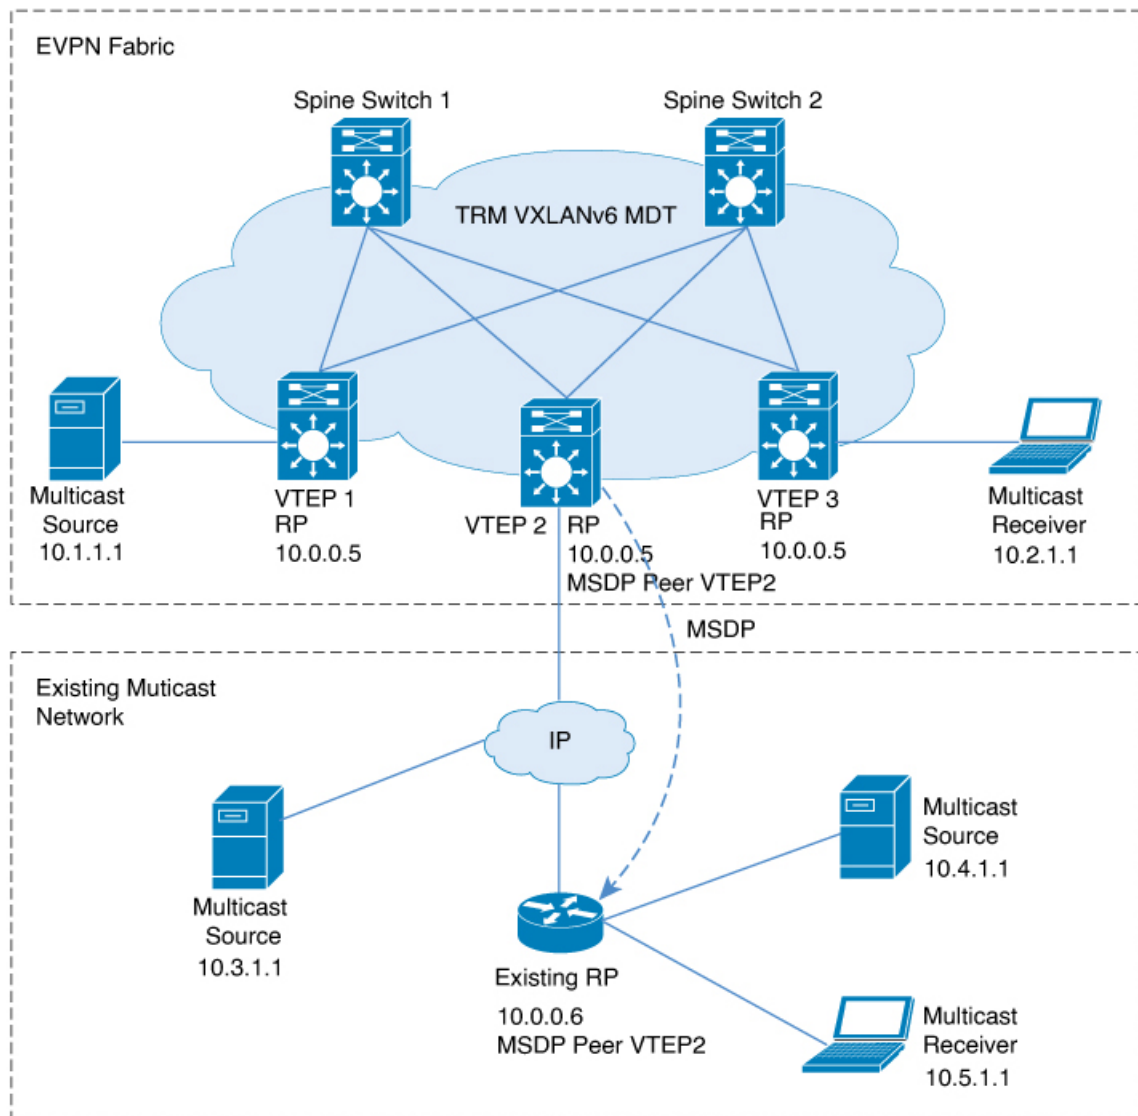 EVPN Fabric
Spine Switch 1
Spine Switch 2
TRM VXLANv6 MDT
Multicast
Source
10.1.1.1
VTEP 1
RP
10.0.0.5
VTEP 2
RP
10.0.0.5
MSDP Peer VTEP2
VTEP 3
RP
10.0.0.5
Multicast
Receiver
10.2.1.1
MSDP
Existing Muticast
Network
IP
Multicast
Source
10.3.1.1
Existing RP
10.0.0.6
MSDP Peer VTEP2
Multicast
Source
10.4.1.1
Multicast
Receiver
10.5.1.1